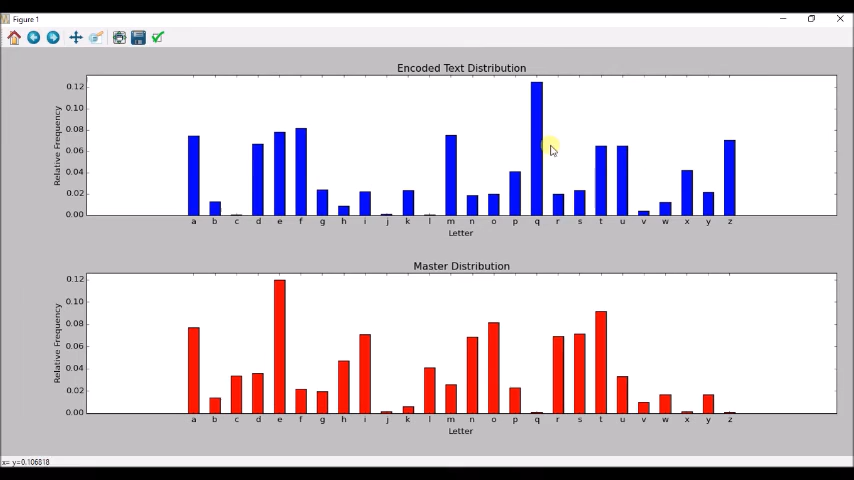 Figure 1
Encoded Text Distribution
0.12
0.10
0.08
0.06
0.04
0.02
0.00
Relative Frequency
a b c d e f g h i j k l m n o p q r s t u v w x y z
Letter
Master Distribution
0.12
0.10
0.08
0.06
0.04
0.02
0.00
Relative Frequency
a b c d e f g h i j k l m n o p q r s t u v w x y z
Letter
x= y=0.106818